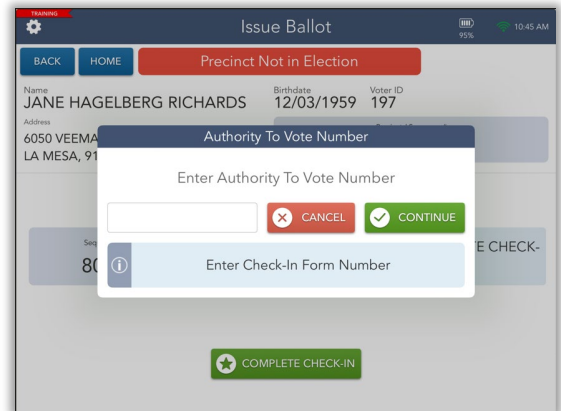 TRAINING
Issue Ballot
95%
10:45 AM
BACK
HOME
Precinct Not in Election
Name
Birthdate
Voter ID
JANE HAGELBERG RICHARDS
12/03/1959
197
Address
6050 VEEMA
LA MESA, 91
Authority To Vote Number
Enter Authority To Vote Number
CANCEL
CONTINUE
Seq
80
E CHECK-
Enter Check-In Form Number
COMPLETE CHECK-IN